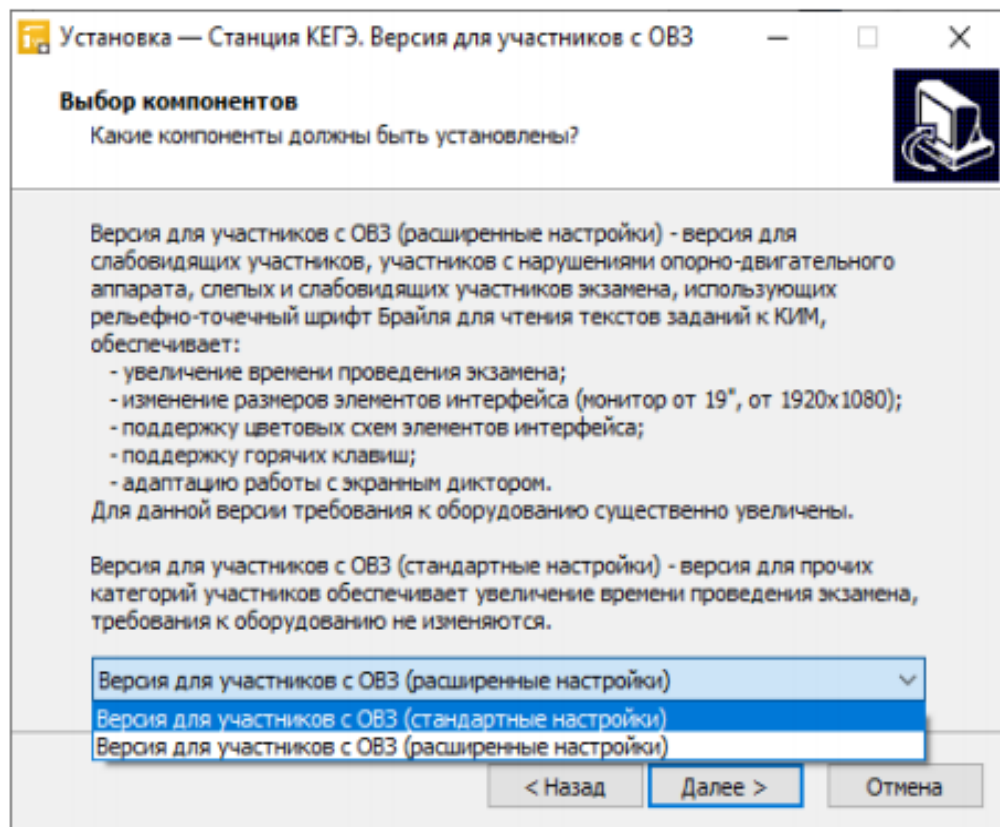 Установка — Станция КЕГЭ. Версия для участников с ОВЗ
Выбор компонентов
Какие компоненты должны быть установлены?
Версия для участников с ОВЗ (расширенные настройки) - версия для
слабовидящих участников, участников с нарушениями опорно-двигательного
аппарата, слепых и слабовидящих участников экзамена, использующих
рельефно-точечный шрифт Брайля для чтения текстов заданий к КИМ,
обеспечивает:
- увеличение времени проведения экзамена;
- изменение размеров элементов интерфейса (монитор от 19", от 1920x1080);
- поддержку цветовых схем элементов интерфейса;
- поддержку горячих клавиш;
- адаптацию работы с экранным диктором.
Для данной версии требования к оборудованию существенно увеличены.
Версия для участников с ОВЗ (стандартные настройки) - версия для прочих
категорий участников обеспечивает увеличение времени проведения экзамена,
требования к оборудованию не изменяются.
Версия для участников с ОВЗ (расширенные настройки)
Версия для участников с ОВЗ (стандартные настройки)
Версия для участников с ОВЗ (расширенные настройки)
< Назад
Далее >
Отмена